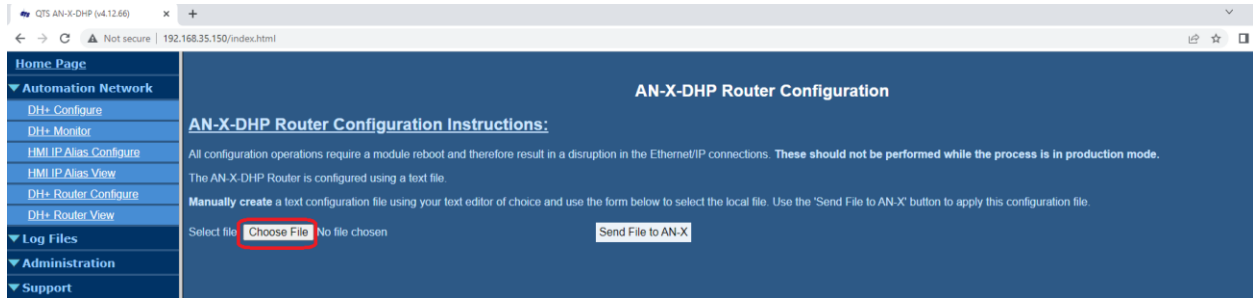 QTS AN-X-DHP (v4.12.66)
Not secure | 192.168.35.150/index.html
Home Page
Automation Network
DH+ Configure
DH+ Monitor
HMI IP Alias Configure
HMI IP Alias View
DH+ Router Configure
DH+ Router View
Log Files
Administration
Support
AN-X-DHP Router Configuration
AN-X-DHP Router Configuration Instructions:
All configuration operations require a module reboot and therefore result in a disruption in the Ethernet/IP connections. These should not be performed while the process is in production mode.
The AN-X-DHP Router is configured using a text file.
Manually create a text configuration file using your text editor of choice and use the form below to select the local file. Use the 'Send File to AN-X' button to apply this configuration file.
Select file Choose File No file chosen Send File to AN-X